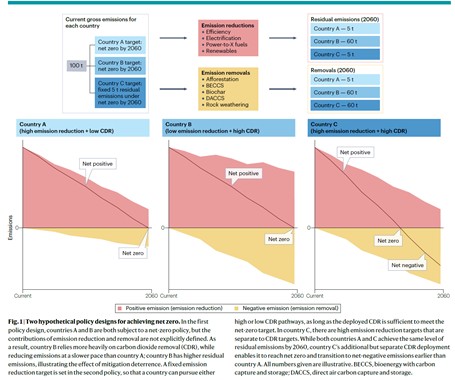 Current gross emissions for
each country
Country A target:
net zero by 2060
100 t
Country B target:
net zero by 2060
Country C target:
fixed 5 t residual
emissions under
net zero by 2060
Emission reductions
• Efficiency
• Electrification
• Power-to-X fuels
• Renewables
Emission removals
• Afforestation
• BECCS
• Biochar
• DACCS
• Rock weathering
Residual emissions (2060)
Country A — 5 t
Country B — 60 t
Country C — 5 t
Removals (2060)
Country A — 5 t
Country B — 60 t
Country C — 60 t
Country A
(high emission reduction + low CDR)
Country B
(low emission reduction + high CDR)
Country C
(high emission reduction + high CDR)
Emissions
Net positive
Net zero
0
Current
2060
Net positive
Net zero
0
Current
2060
Net positive
Net zero
Net negative
0
Current
2060
Positive emission (emission reduction)
Negative emission (emission removal)
Fig. 1 | Two hypothetical policy designs for achieving net zero. In the first
policy design, countries A and B are both subject to a net-zero policy, but the
contributions of emission reduction and removal are not explicitly defined. As
a result, country B relies more heavily on carbon dioxide removal (CDR), while
reducing emissions at a slower pace than country A; country B has higher residual
emissions, illustrating the effect of mitigation deterrence. A fixed emission
reduction target is set in the second policy, so that a country can pursue either
high or low CDR pathways, as long as the deployed CDR is sufficient to meet the
net-zero target. In country C, there are high emission reduction targets that are
separate to CDR targets. While both countries A and C achieve the same level of
residual emissions by 2060, country C's additional but separate CDR deployment
enables it to reach net zero and transition to net-negative emissions earlier than
country A. All numbers given are illustrative. BECCS, bioenergy with carbon
capture and storage; DACCS, direct air carbon capture and storage.